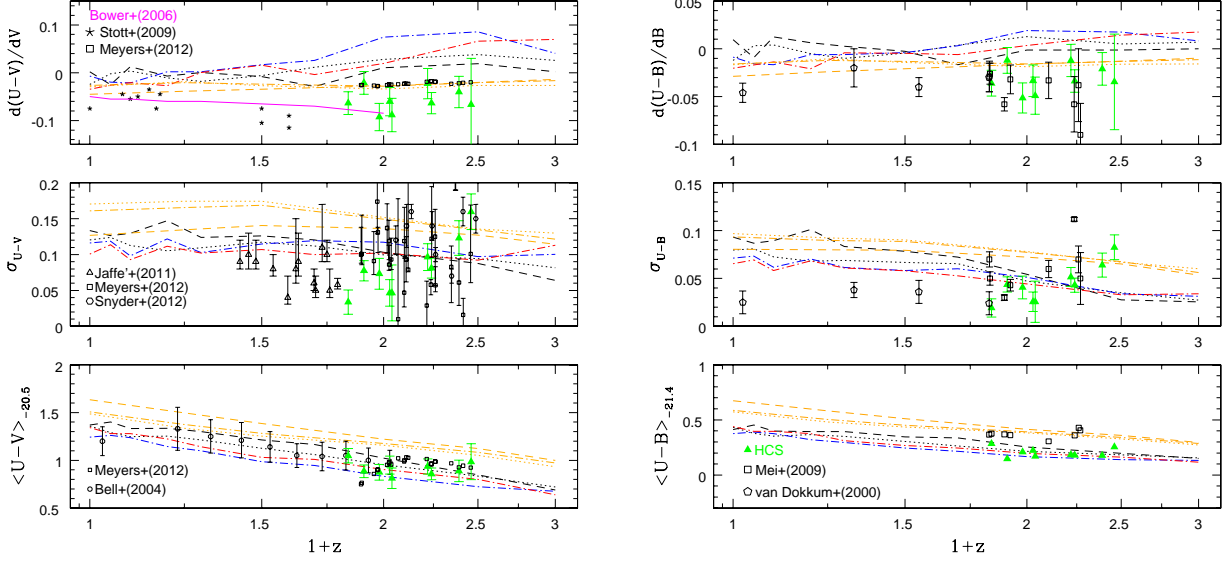 Bower+(2006)
Stott+(2009)
Meyers+(2012)
d(U−V)/dV
0.1
0
-0.1
1
1.5
2
2.5
3
d(U−B)/dB
0.05
0
-0.05
-0.1
1
1.5
2
2.5
3
σU−V
0.2
0.15
0.1
0.05
0
Jaffe'+(2011)
Meyers+(2012)
Snyder+(2012)
1
1.5
2
2.5
3
σU−B
0.15
0.1
0.05
0
1
1.5
2
2.5
3
<U−V>−20.5
2
1.5
1
0.5
Meyers+(2012)
Bell+(2004)
1
1.5
2
2.5
3
1+z
<U−B>−21.4
1
0.5
0
HCS
Mei+(2009)
van Dokkum+(2000)
1
1.5
2
2.5
3
1+z